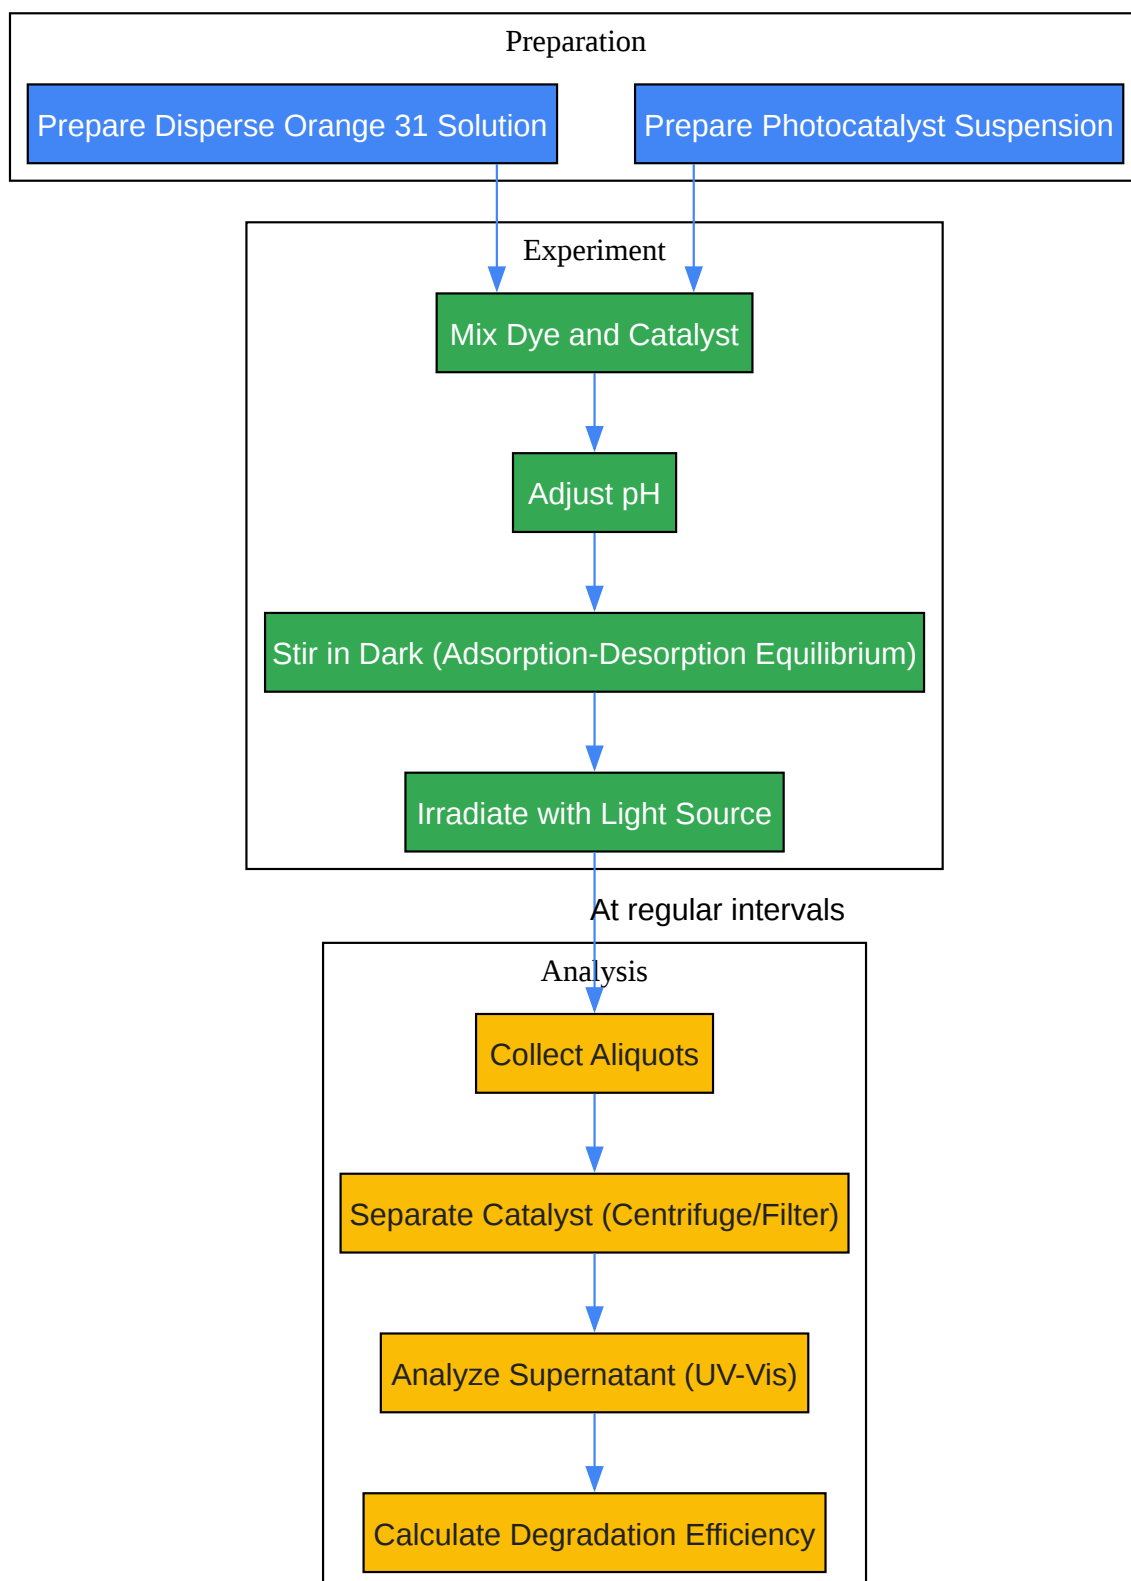 Preparation
Prepare Disperse Orange 31 Solution
Prepare Photocatalyst Suspension
Experiment
Mix Dye and Catalyst
Adjust pH
Stir in Dark (Adsorption-Desorption Equilibrium)
Irradiate with Light Source
At regular intervals
Analysis
Collect Aliquots
Separate Catalyst (Centrifuge/Filter)
Analyze Supernatant (UV-Vis)
Calculate Degradation Efficiency